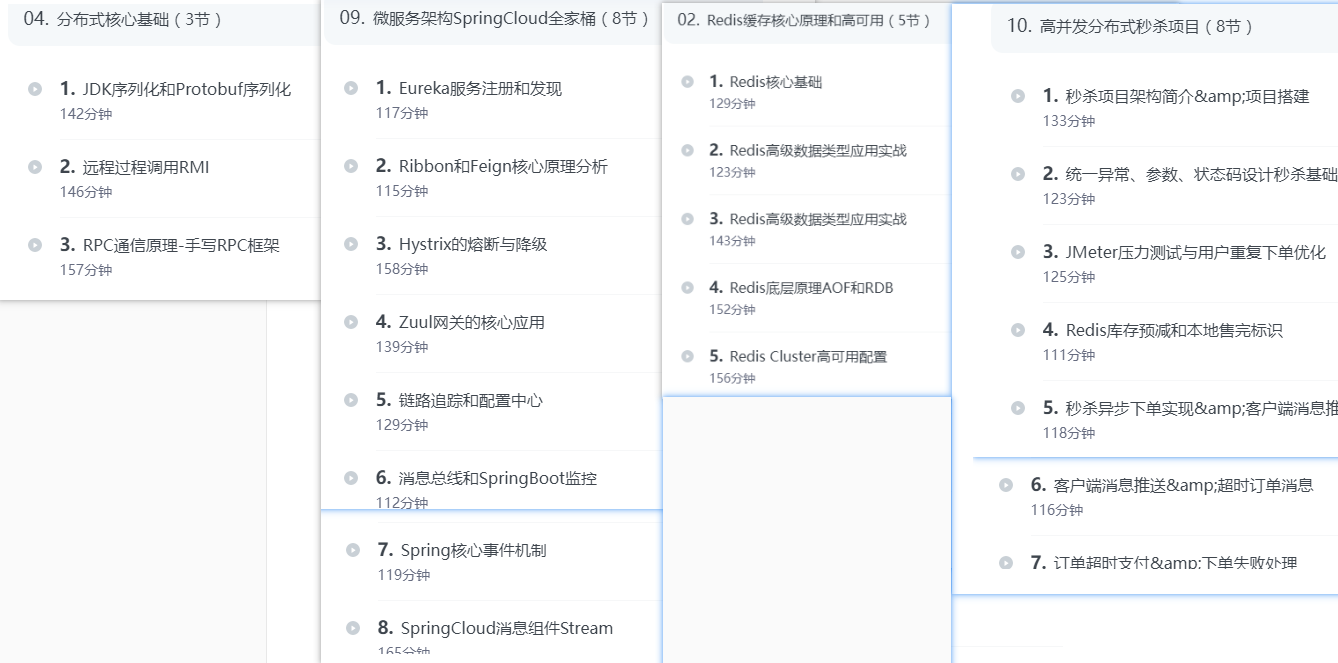 04. 分布式核心基础（3节）
1. JDK序列化和Protobuf序列化
142分钟
2. 远程过程调用RMI
146分钟
3. RPC通信原理-手写RPC框架
157分钟
09. 微服务架构SpringCloud全家桶（8节）
1. Eureka服务注册和发现
117分钟
2. Ribbon和Feign核心原理分析
115分钟
3. Hystrix的熔断与降级
158分钟
4. Zuul网关的核心应用
139分钟
5. 链路追踪和配置中心
129分钟
6. 消息总线和SpringBoot监控
112分钟
7. Spring核心事件机制
119分钟
8. SpringCloud消息组件Stream
165分钟
02. Redis缓存核心原理和高可用（5节）
1. Redis核心基础
129分钟
2. Redis高级数据类型应用实战
123分钟
3. Redis高级数据类型应用实战
143分钟
4. Redis底层原理AOF和RDB
152分钟
5. Redis Cluster高可用配置
156分钟
10. 高并发分布式秒杀项目（8节）
1. 秒杀项目架构简介&amp;项目搭建
133分钟
2. 统一异常、参数、状态码设计秒杀基础
123分钟
3. JMeter压力测试与用户重复下单优化
125分钟
4. Redis库存预减和本地售完标识
111分钟
5. 秒杀异步下单实现&amp;客户端消息推
118分钟
6. 客户端消息推送&amp;超时订单消息
116分钟
7. 订单超时支付&amp;下单失败处理